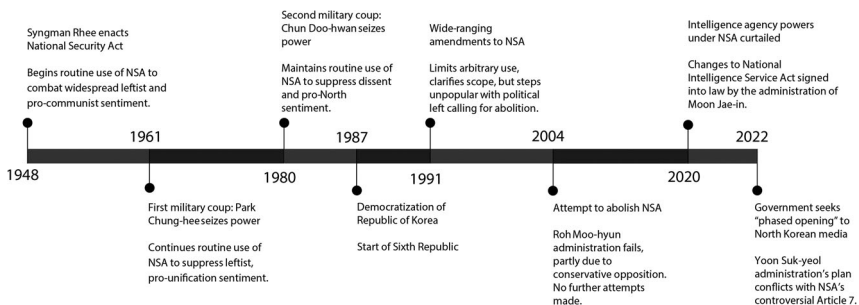 Syngman Rhee enacts
National Security Act
Begins routine use of NSA to
combat widespread leftist and
pro-communist sentiment.
1948
1961
First military coup: Park
Chung-hee seizes power
Continues routine use of
NSA to suppress leftist,
pro-unification sentiment.
Second military coup:
Chun Doo-hwan seizes
power
Maintains routine use of
NSA to suppress dissent
and pro-North
sentiment.
1980
1987
Democratization of
Republic of Korea
Start of Sixth Republic
Wide-ranging
amendments to NSA
Limits arbitrary use,
clarifies scope, but steps
unpopular with political
left calling for abolition.
1991
2004
Attempt to abolish NSA
Roh Moo-hyun
administration fails,
partly due to
conservative opposition.
No further attempts
made.
Intelligence agency powers
under NSA curtailed
Changes to National
Intelligence Service Act signed
into law by the administration of
Moon Jae-in.
2020
2022
Government seeks
“phased opening” to
North Korean media
Yoon Suk-yeol
administration’s plan
conflicts with NSA’s
controversial Article 7.